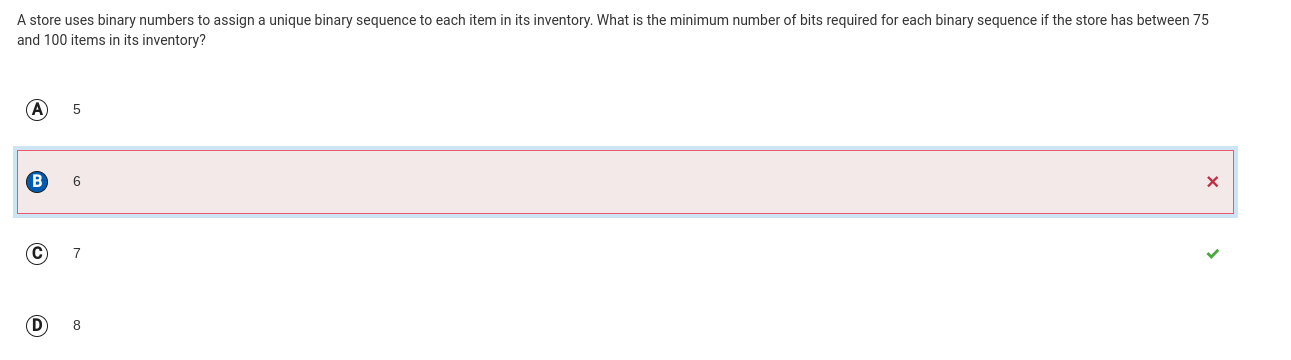 A store uses binary numbers to assign a unique binary sequence to each item in its inventory. What is the minimum number of bits required for each binary sequence if the store has between 75
and 100 items in its inventory?
A 5
B 6
C 7
D 8